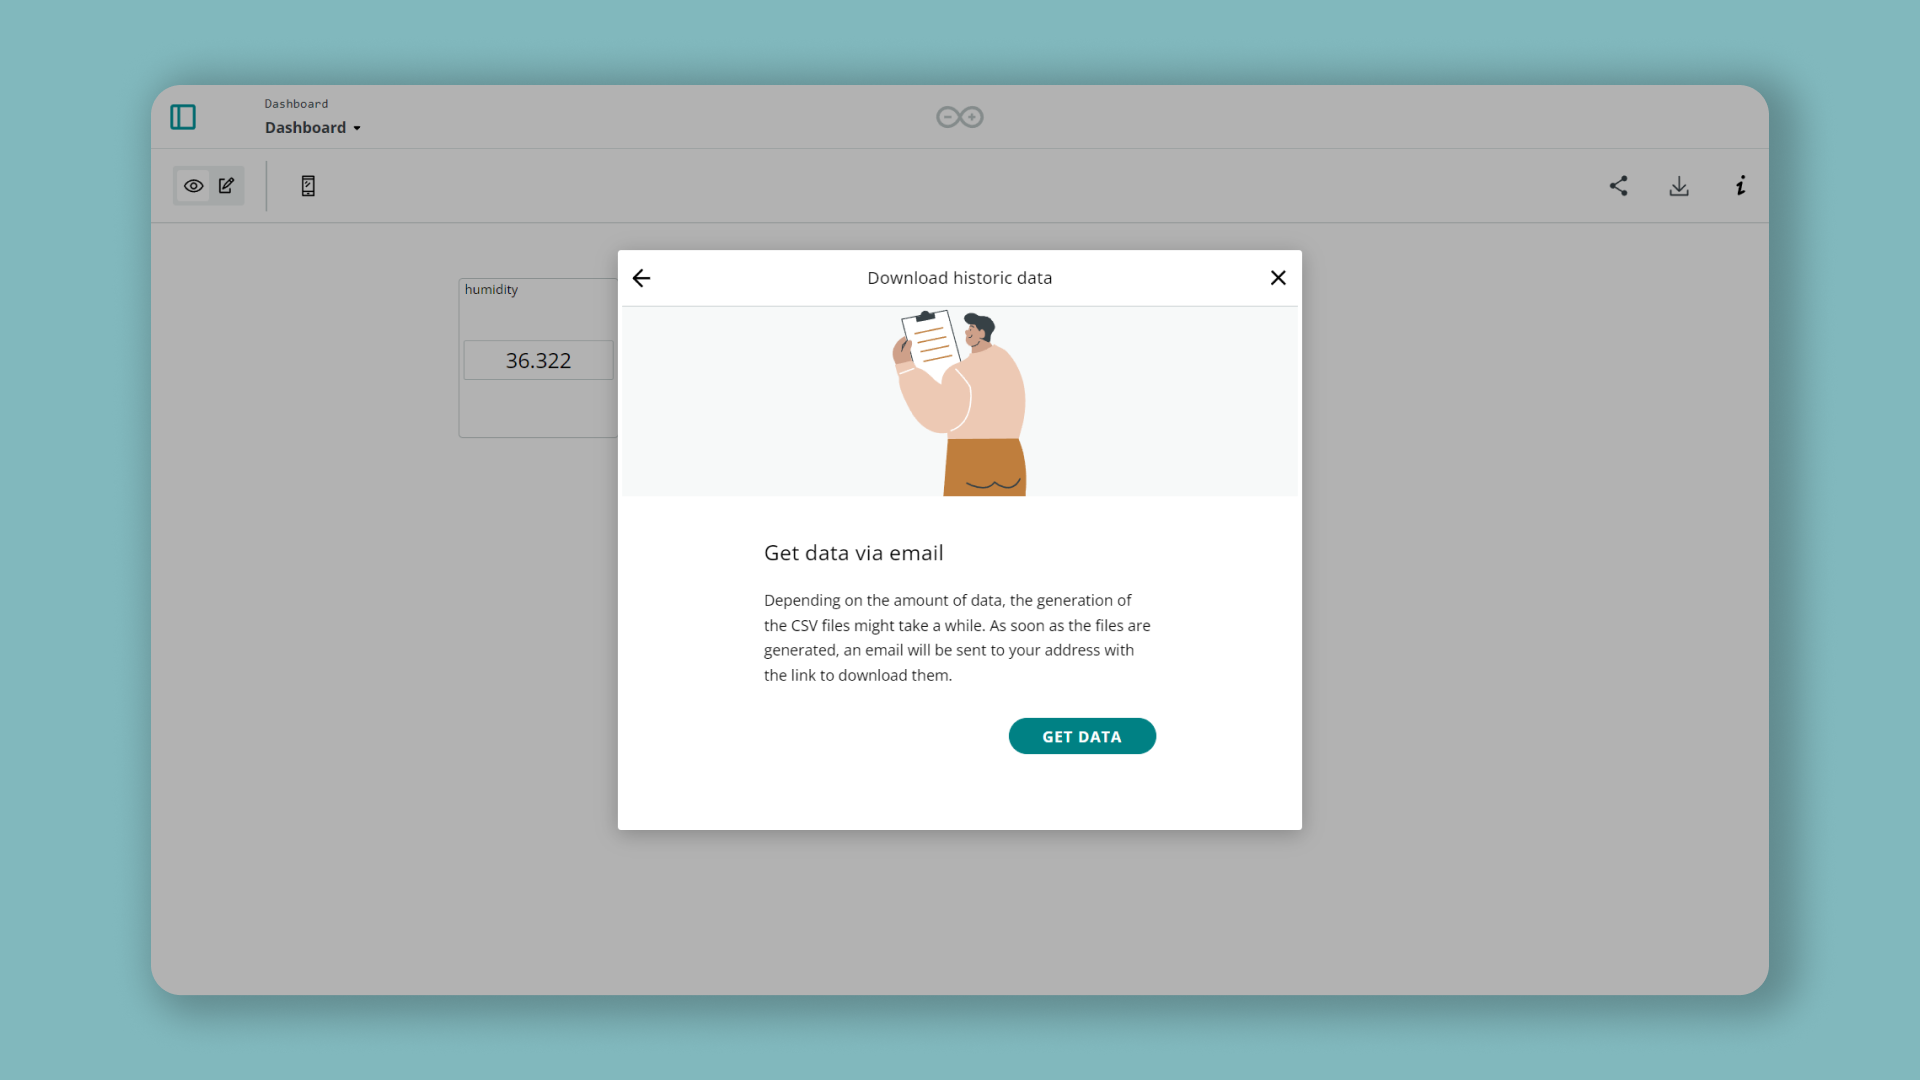 Dashboard
Dashboard
humidity
36.322
Download historic data
Get data via email
Depending on the amount of data, the generation of
the CSV files might take a while. As soon as the files are
generated, an email will be sent to your address with
the link to download them.
GET DATA